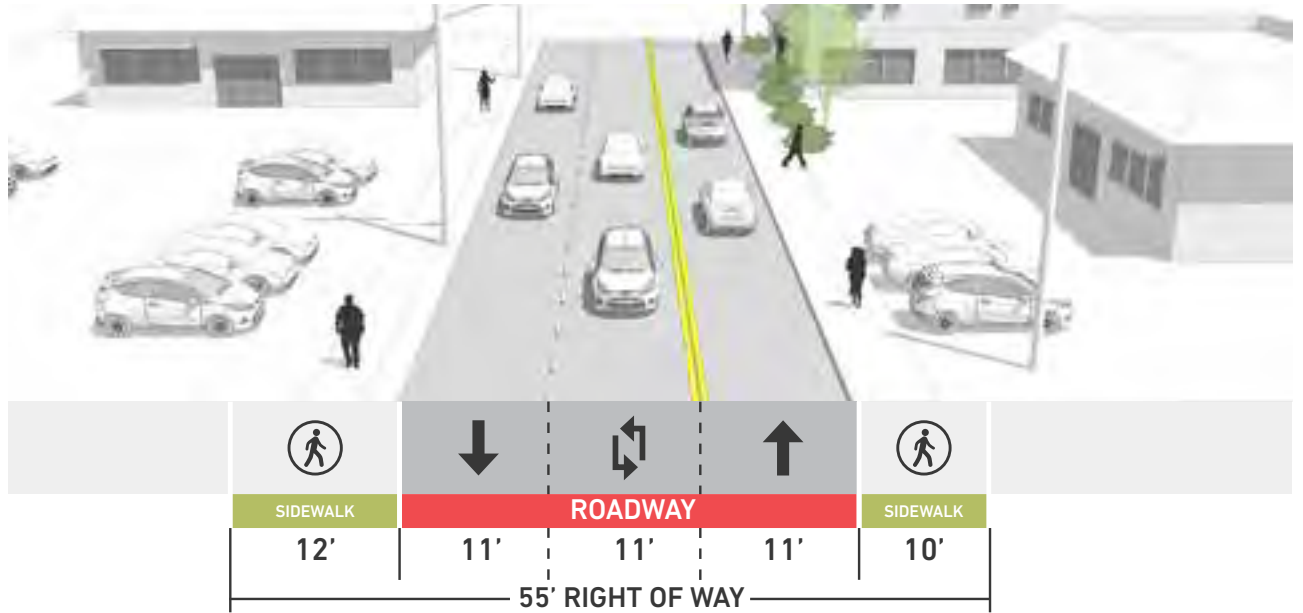 SIDEWALK ROADWAY SIDEWALK
12’ 11’ 11’ 11’ 10’
55’ RIGHT OF WAY